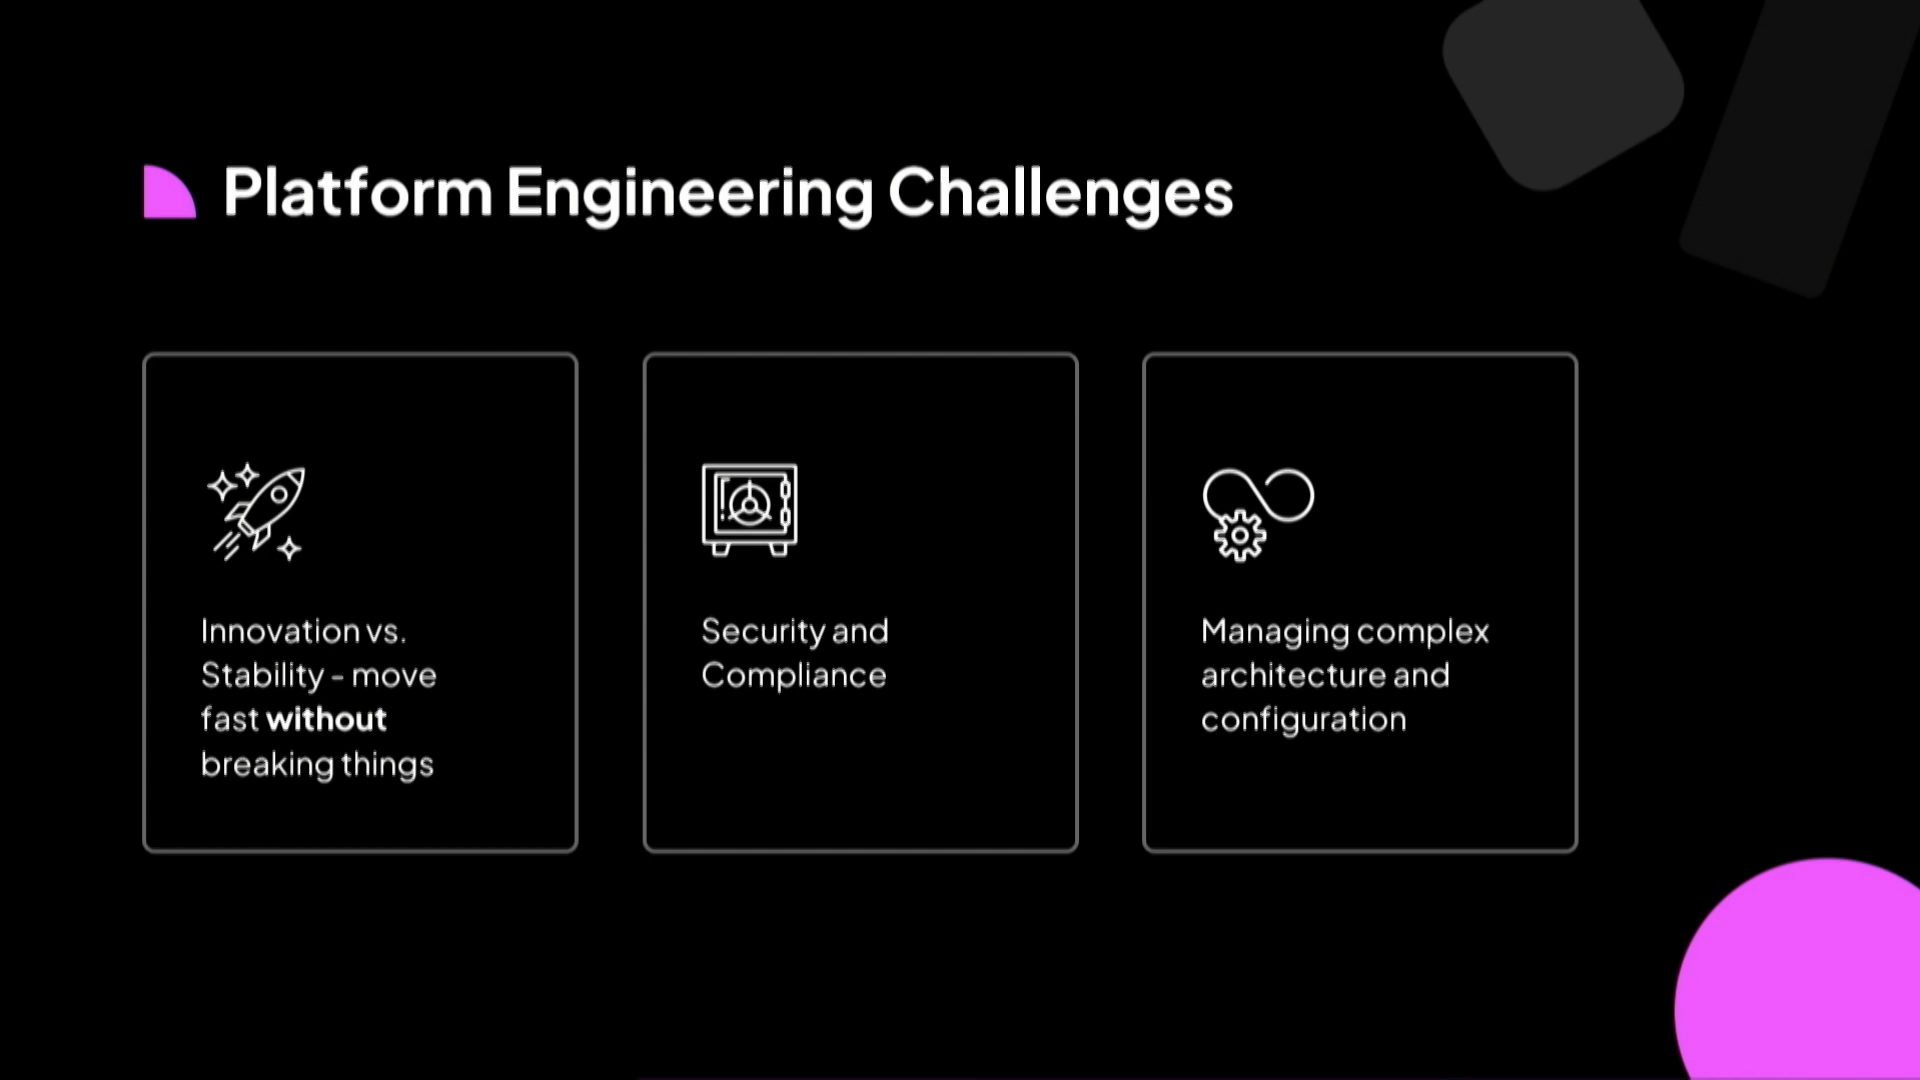 Platform Engineering Challenges
Innovation vs.
Stability - move
fast without
breaking things
Security and
Compliance
Managing complex
architecture and
configuration